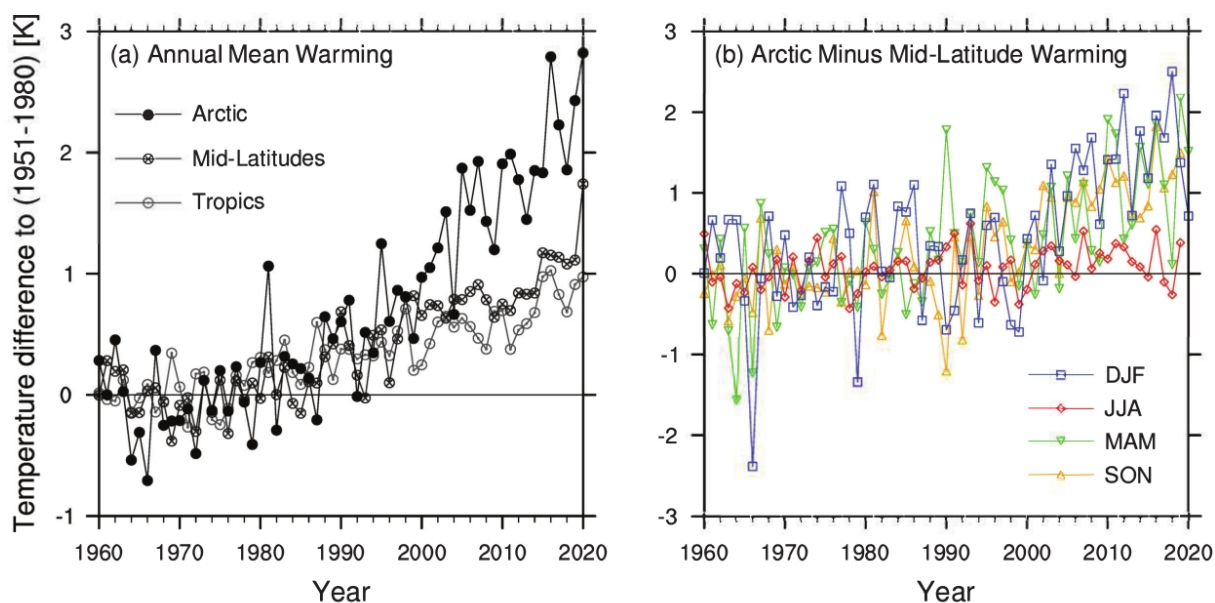 Temperature difference to (1951-1980) [K]
(a) Annual Mean Warming
Arctic
Mid-Latitudes
Tropics
3
2
1
0
-1
1960 1970 1980 1990 2000 2010 2020
Year
(b) Arctic Minus Mid-Latitude Warming
3
2
1
0
-1
-2
-3
DJF
JJA
MAM
SON
1960 1970 1980 1990 2000 2010 2020
Year